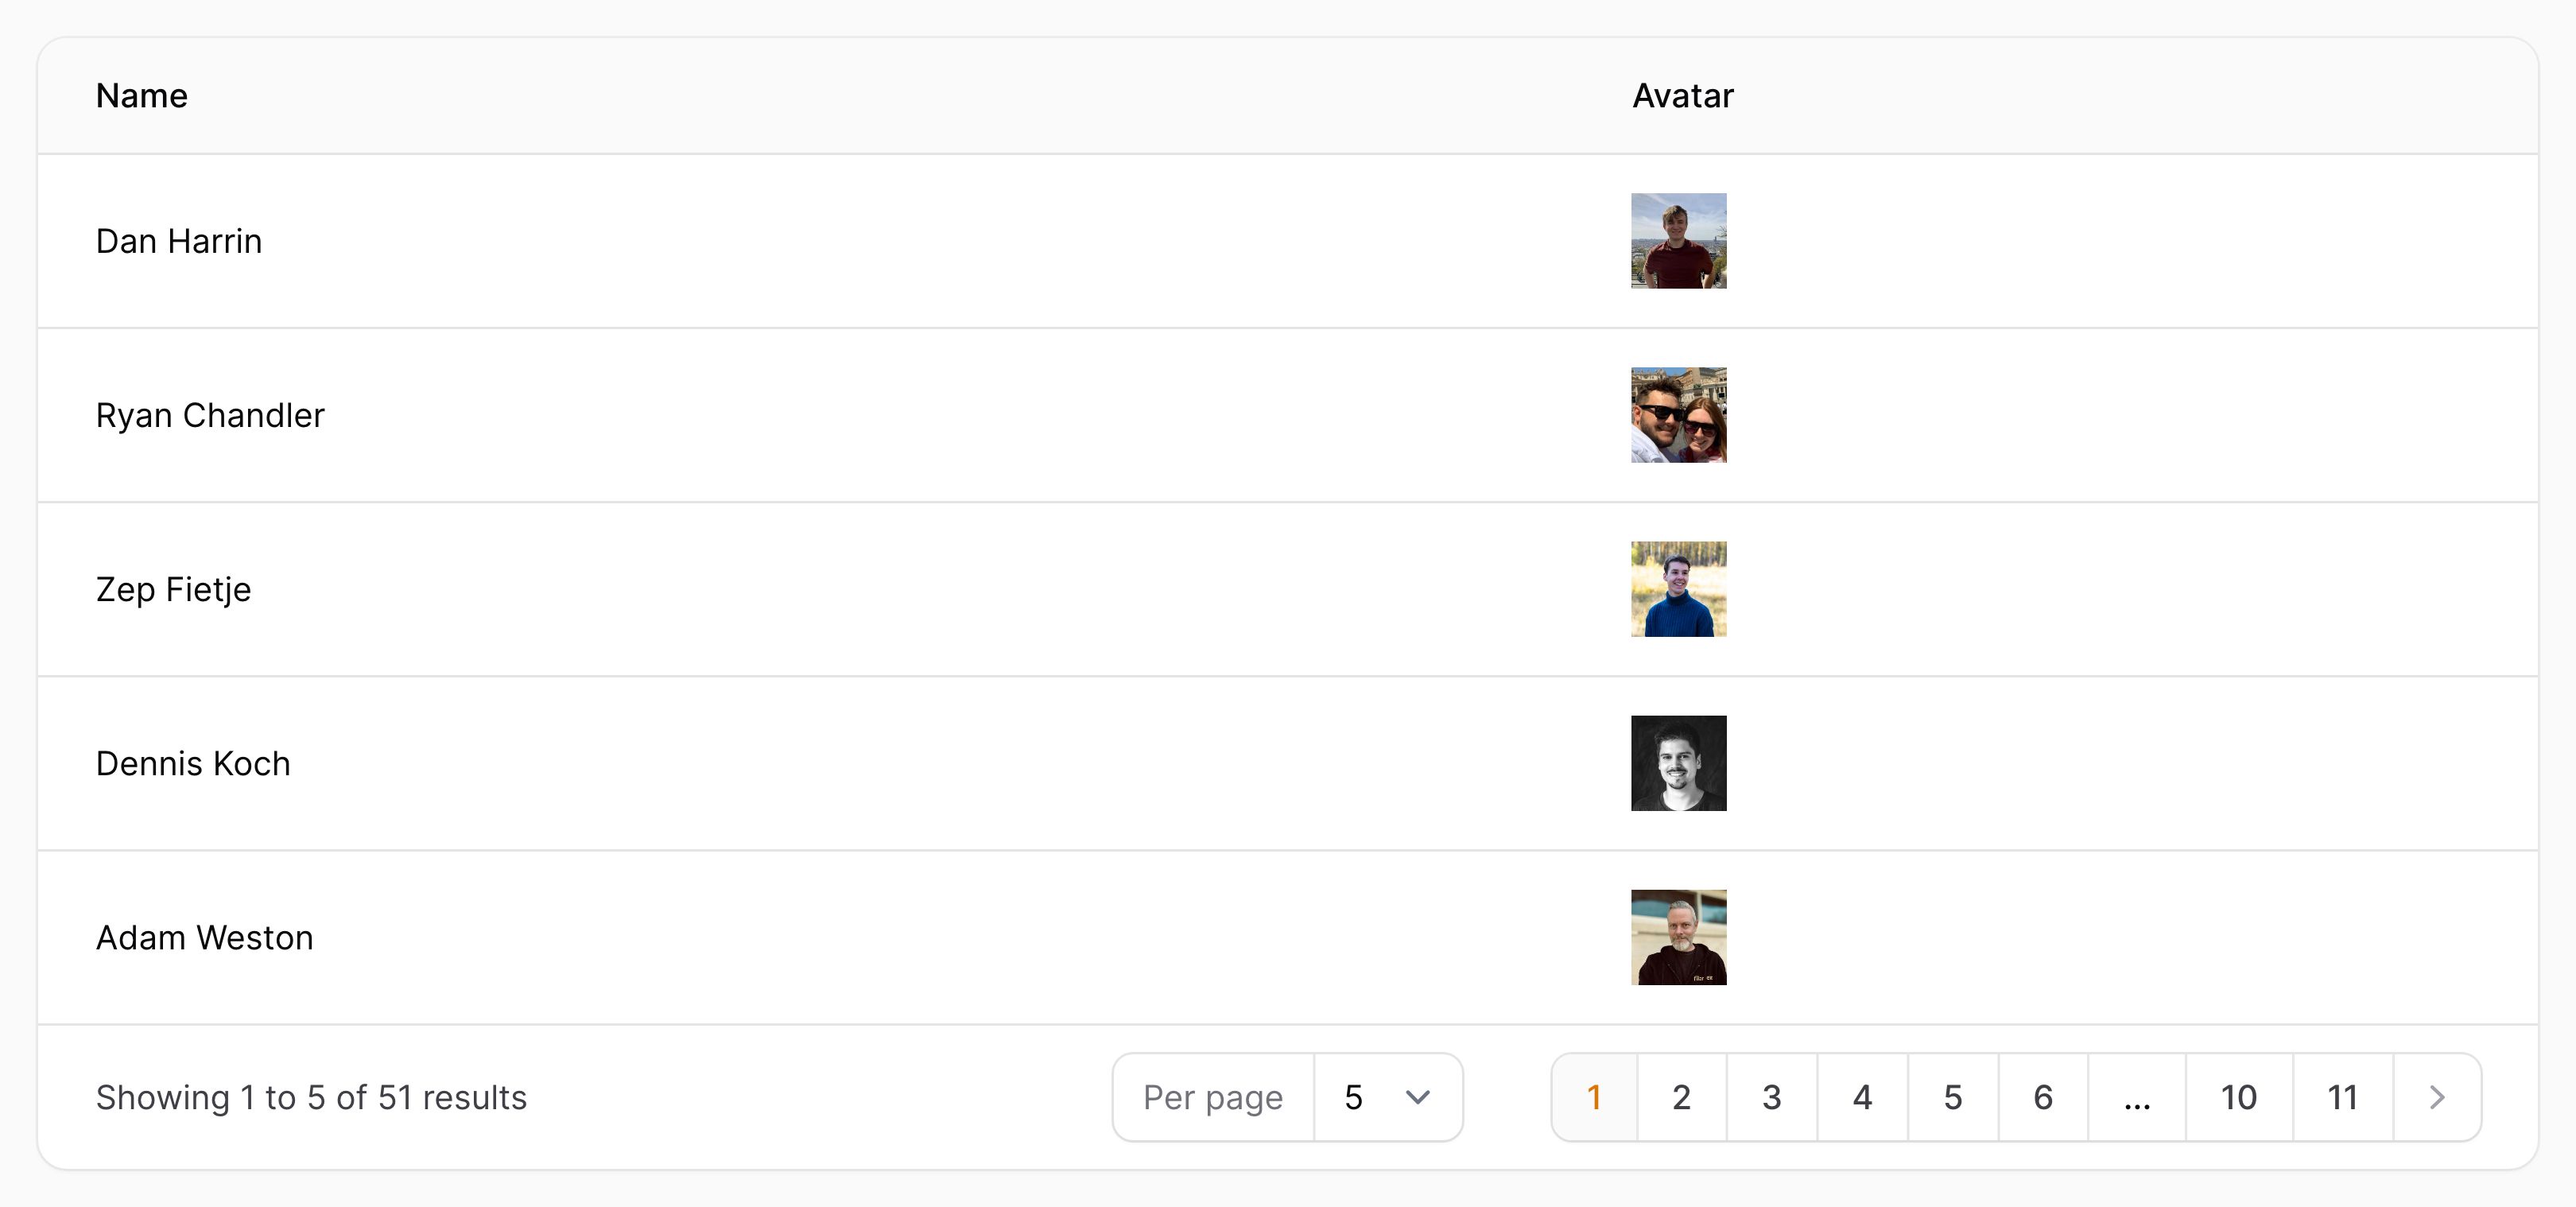 Name Avatar
Dan Harrin
Ryan Chandler
Zep Fietje
Dennis Koch
Adam Weston
Showing 1 to 5 of 51 results Per page 5 1 2 3 4 5 6 ... 10 11